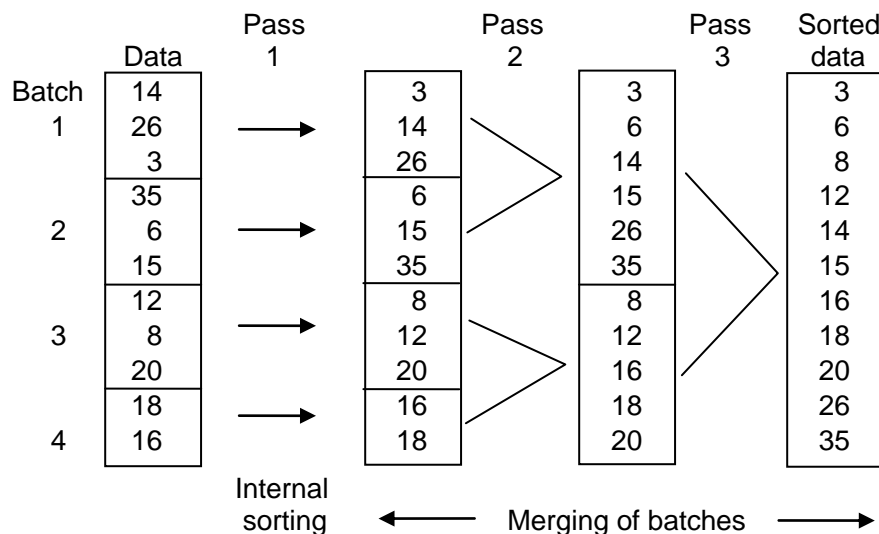 Pass Pass Pass Sorted
Data 1 2 3 data
Batch 14 3 3 3
1 26 14 6 6
3 26 14 8
35 6 15 12
2 6 15 26 14
15 35 35 15
12 8 8 16
3 8 12 12 18
20 20 16 20
18 16 18 26
4 16 18 20 35
Internal
sorting Merging of batches